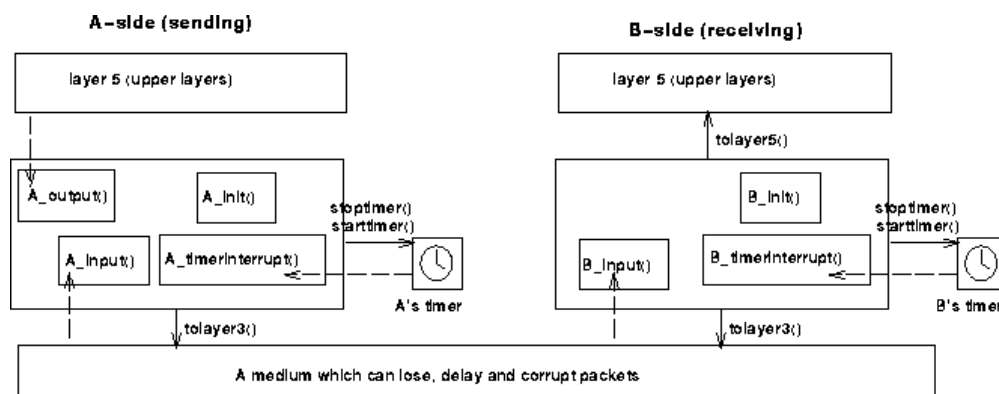 A-side (sending)
B-side (receiving)
layer 5 (upper layers)
layer 5 (upper layers)
tolayer5()
A_output()
A_init()
B_init()
stoptimer()
starttimer()
stoptimer()
starttimer()
A_input()
A_timerinterrupt()
B_input()
B_timerinterrupt()
A's timer
B's timer
tolayer3()
tolayer3()
A medium which can lose, delay and corrupt packets